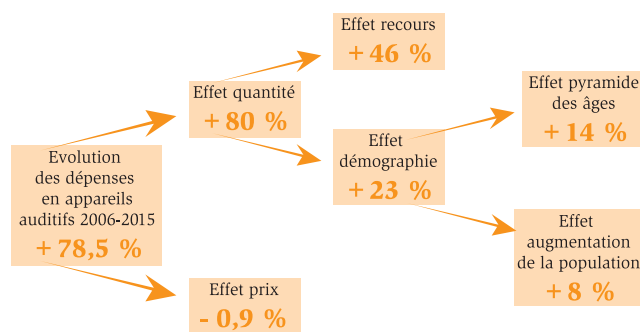 Evolution
des dépenses
en appareils
auditifs 2006-2015
+ 78,5 %
Effet quantité
+ 80 %
Effet prix
- 0,9 %
Effet recours
+ 46 %
Effet
démographie
+ 23 %
Effet pyramide
des âges
+ 14 %
Effet
augmentation
de la population
+ 8 %